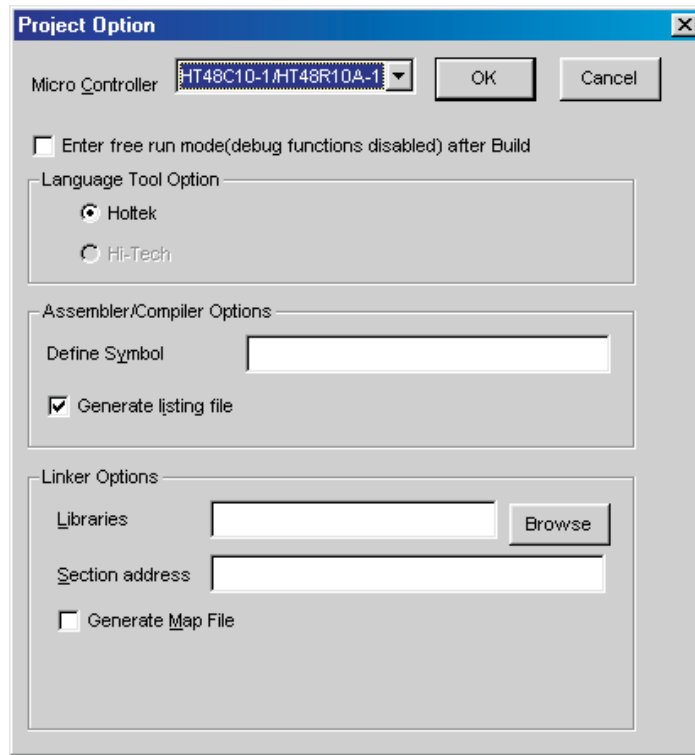 Project Option
Micro Controller HT48C10-1/HT48R10A-1 OK Cancel
Enter free run mode(debug functions disabled) after Build
Language Tool Option
Holtek
Hi-Tech
Assembler/Compiler Options
Define Symbol
Generate listing file
Linker Options
Libraries Browse
Section address
Generate Map File